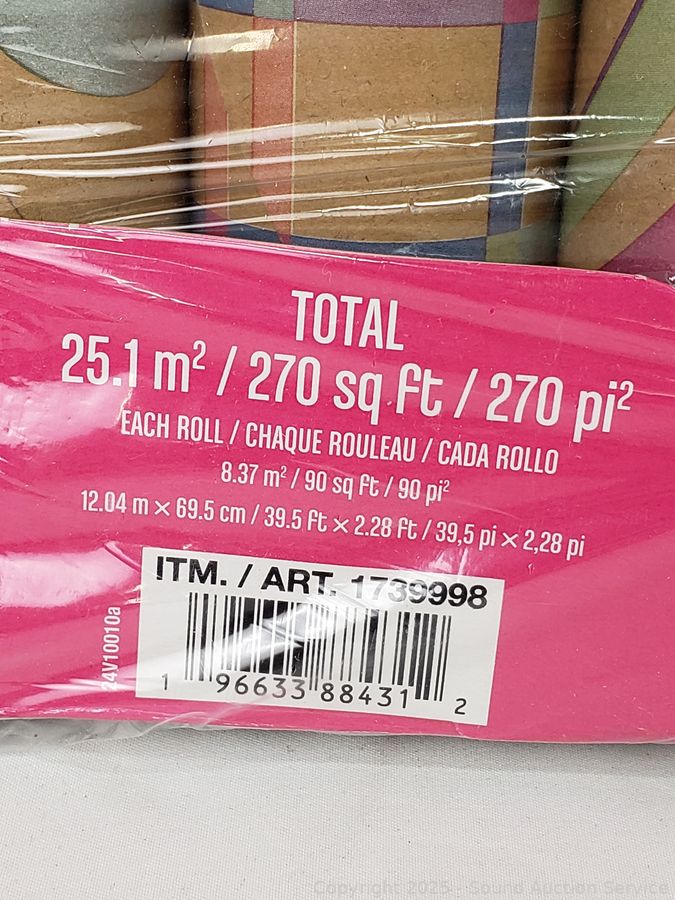 TOTAL
25.1 m² / 270 sq ft / 270 pi²
EACH ROLL / CHAQUE ROULEAU / CADA ROLLO
8.37 m² / 90 sq ft / 90 pi²
12.04 m × 69.5 cm / 39.5 ft × 2.28 ft / 39,5 pi × 2,28 pi
ITM. / ART. 1739998
24V10010a
1 96633 88431 2
Copyright 2025 - Sound Auction Service